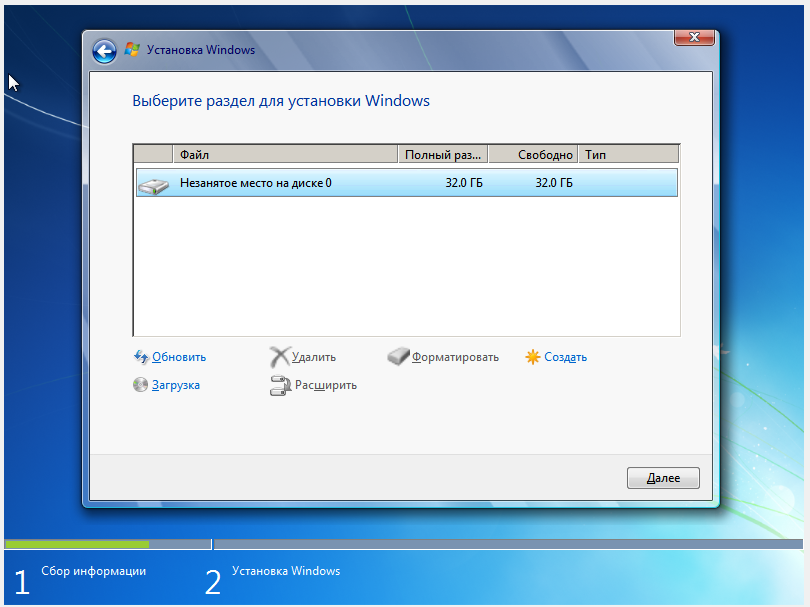 Установка Windows
Выберите раздел для установки Windows
Файл Полный раз... Свободно Тип
Незанятое место на диске 0 32.0 ГБ 32.0 ГБ
Обновить Удалить Форматировать Создать
Загрузка Расширить
Далее
1 Сбор информации 2 Установка Windows